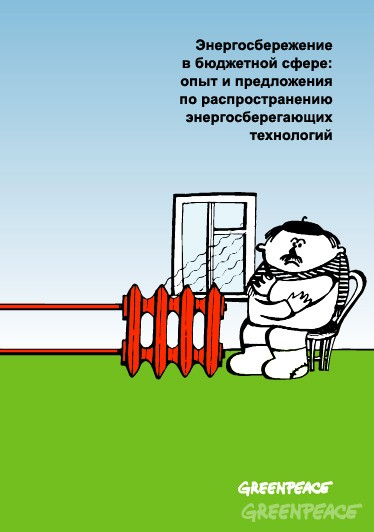 Энергосбережение
в бюджетной сфере:
опыт и предложения
по распространению
энергосберегающих
технологий
GREENPEACE
GREENPEACE